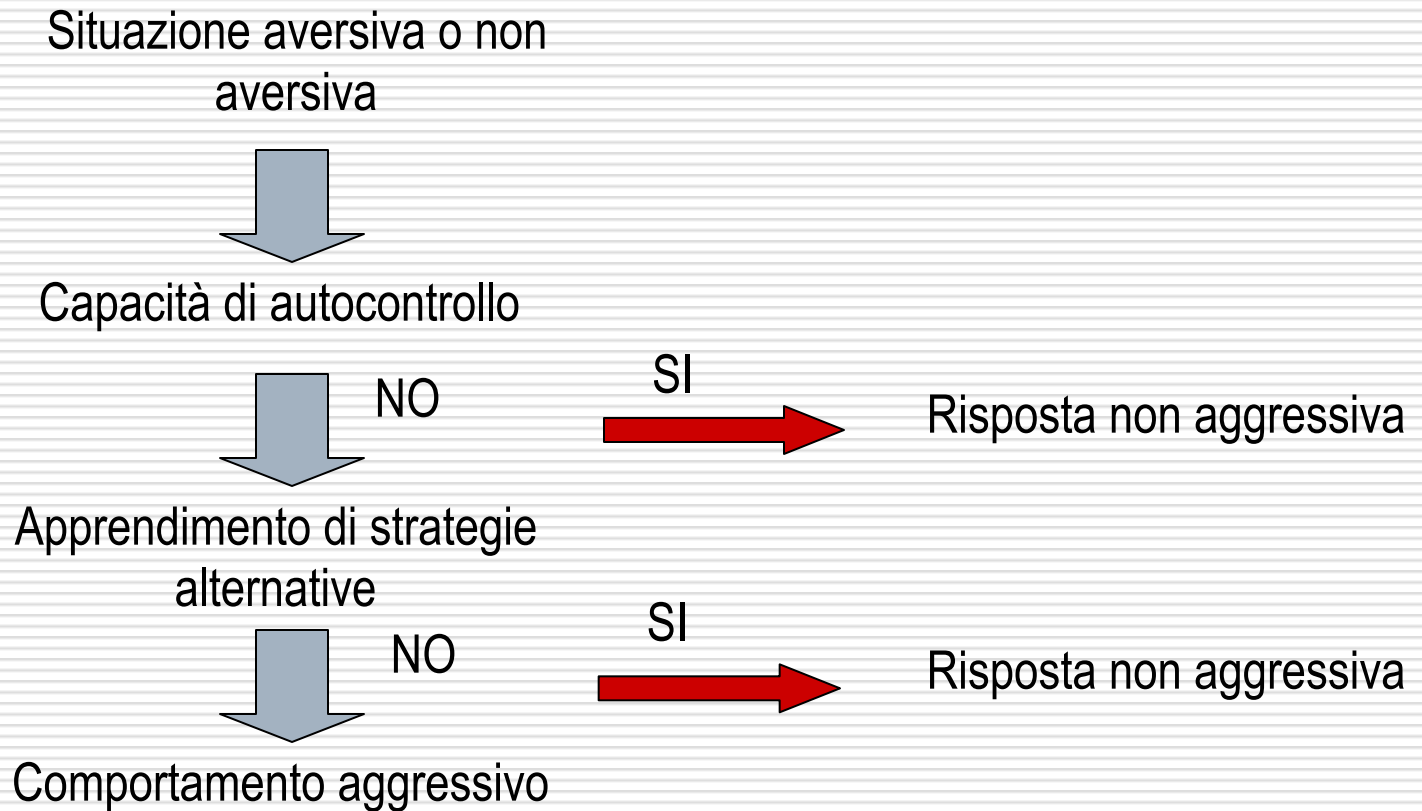 Situazione aversiva o non
aversiva
Capacità di autocontrollo
NO
SI
Risposta non aggressiva
Apprendimento di strategie
alternative
NO
SI
Risposta non aggressiva
Comportamento aggressivo